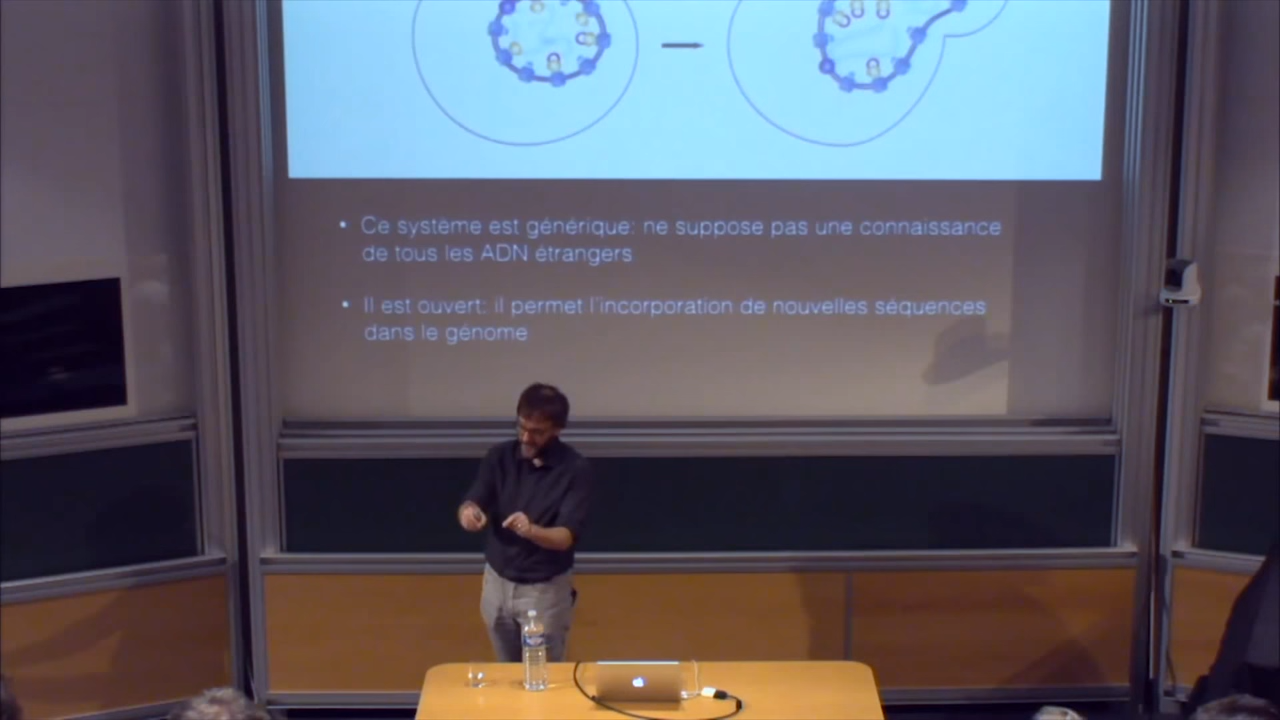 • Ce système est générique: ne suppose pas une connaissance
de tous les ADN étrangers
• Il est ouvert: il permet l'incorporation de nouvelles séquences
dans le génome